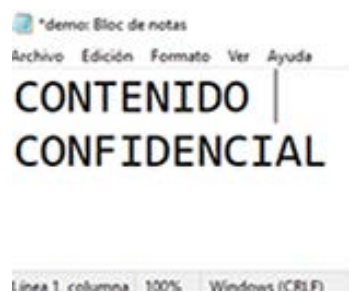 *demo: Bloc de notas
Archivo Edición Formato Ver Ayuda
CONTENIDO
CONFIDENCIAL
Línea 1, columna 100% Windows (CRLF)